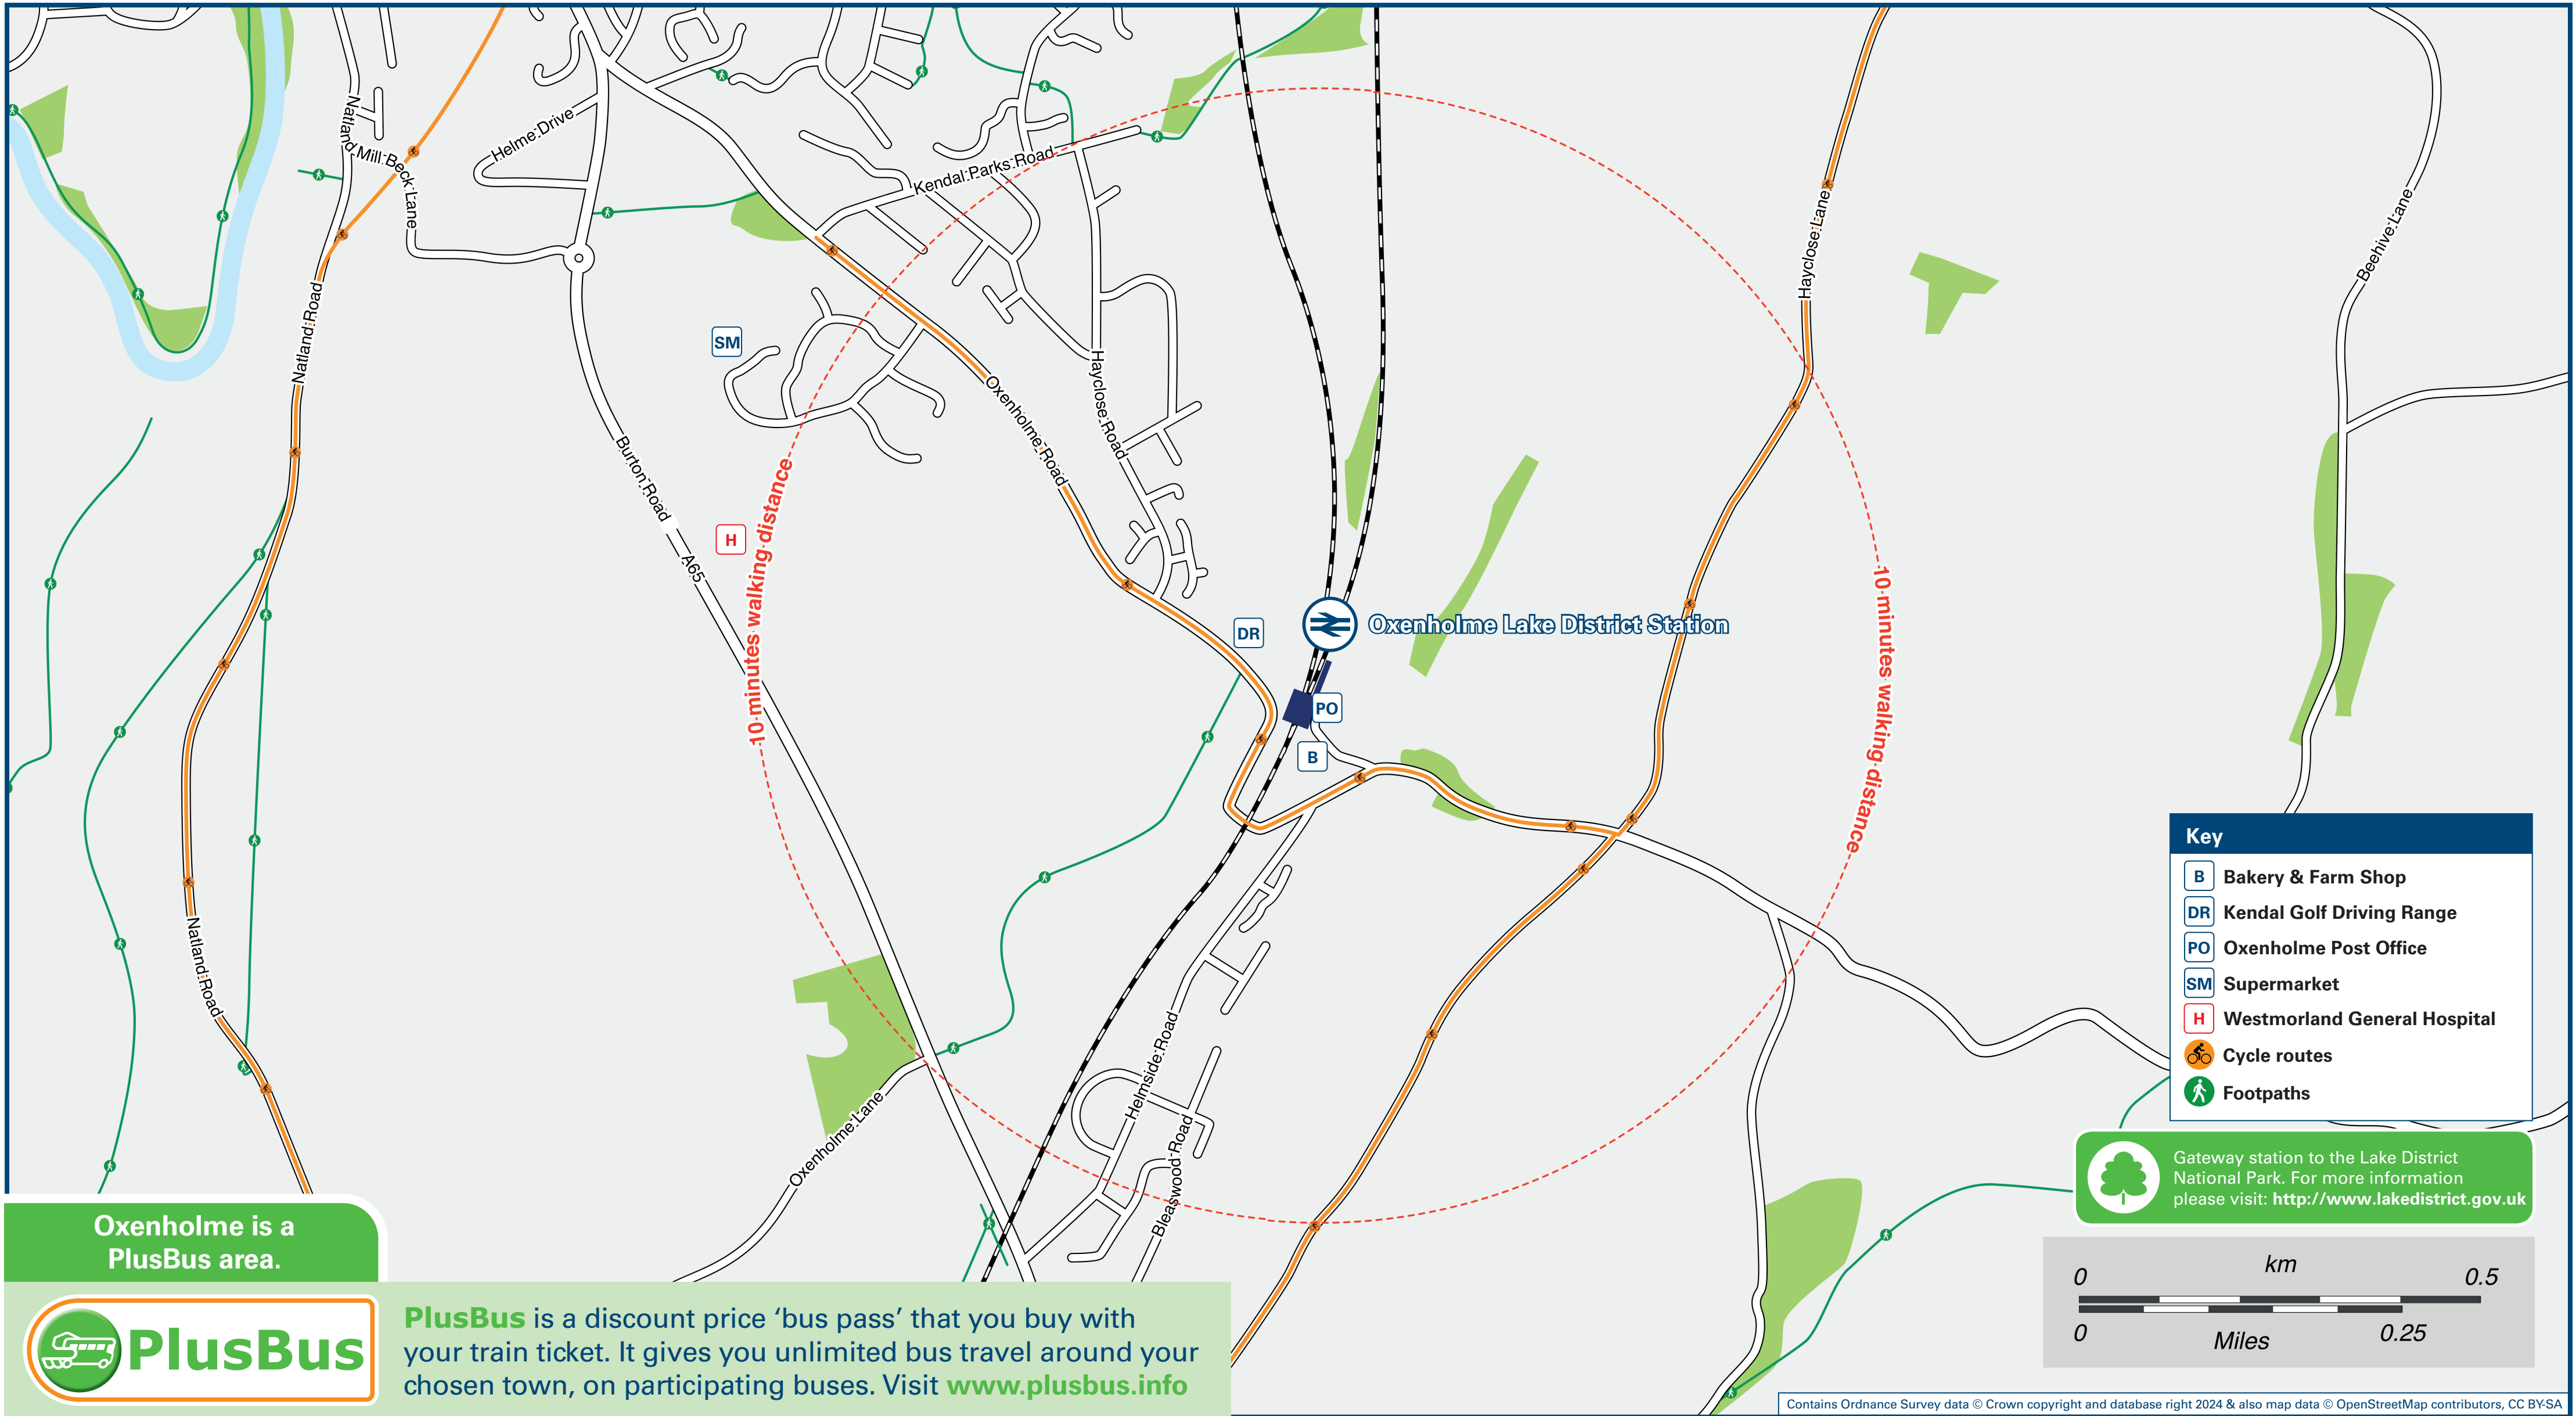 Natland
Mill Beck Lane
Helme Drive
Kendal Parks Road
Natland Road
Hayclose Lane
Beehive Lane
SM
Oxenholme Road
Hayclose Road
Burton Road
A65
H
10 minutes walking distance
10 minutes walking distance
DR
Oxenholme Lake District Station
PO
B
Natland Road
Helmside Road
Bleaswood Road
Oxenholme Lane
Key
B Bakery & Farm Shop
DR Kendal Golf Driving Range
PO Oxenholme Post Office
SM Supermarket
H Westmorland General Hospital
Cycle routes
Footpaths
Gateway station to the Lake District
National Park. For more information
please visit: http://www.lakedistrict.gov.uk
km
0 0.5
0 0.25
Miles
Oxenholme is a
PlusBus area.
PlusBus
PlusBus is a discount price ‘bus pass’ that you buy with
your train ticket. It gives you unlimited bus travel around your
chosen town, on participating buses. Visit www.plusbus.info
Contains Ordnance Survey data © Crown copyright and database right 2024 & also map data © OpenStreetMap contributors, CC BY-SA